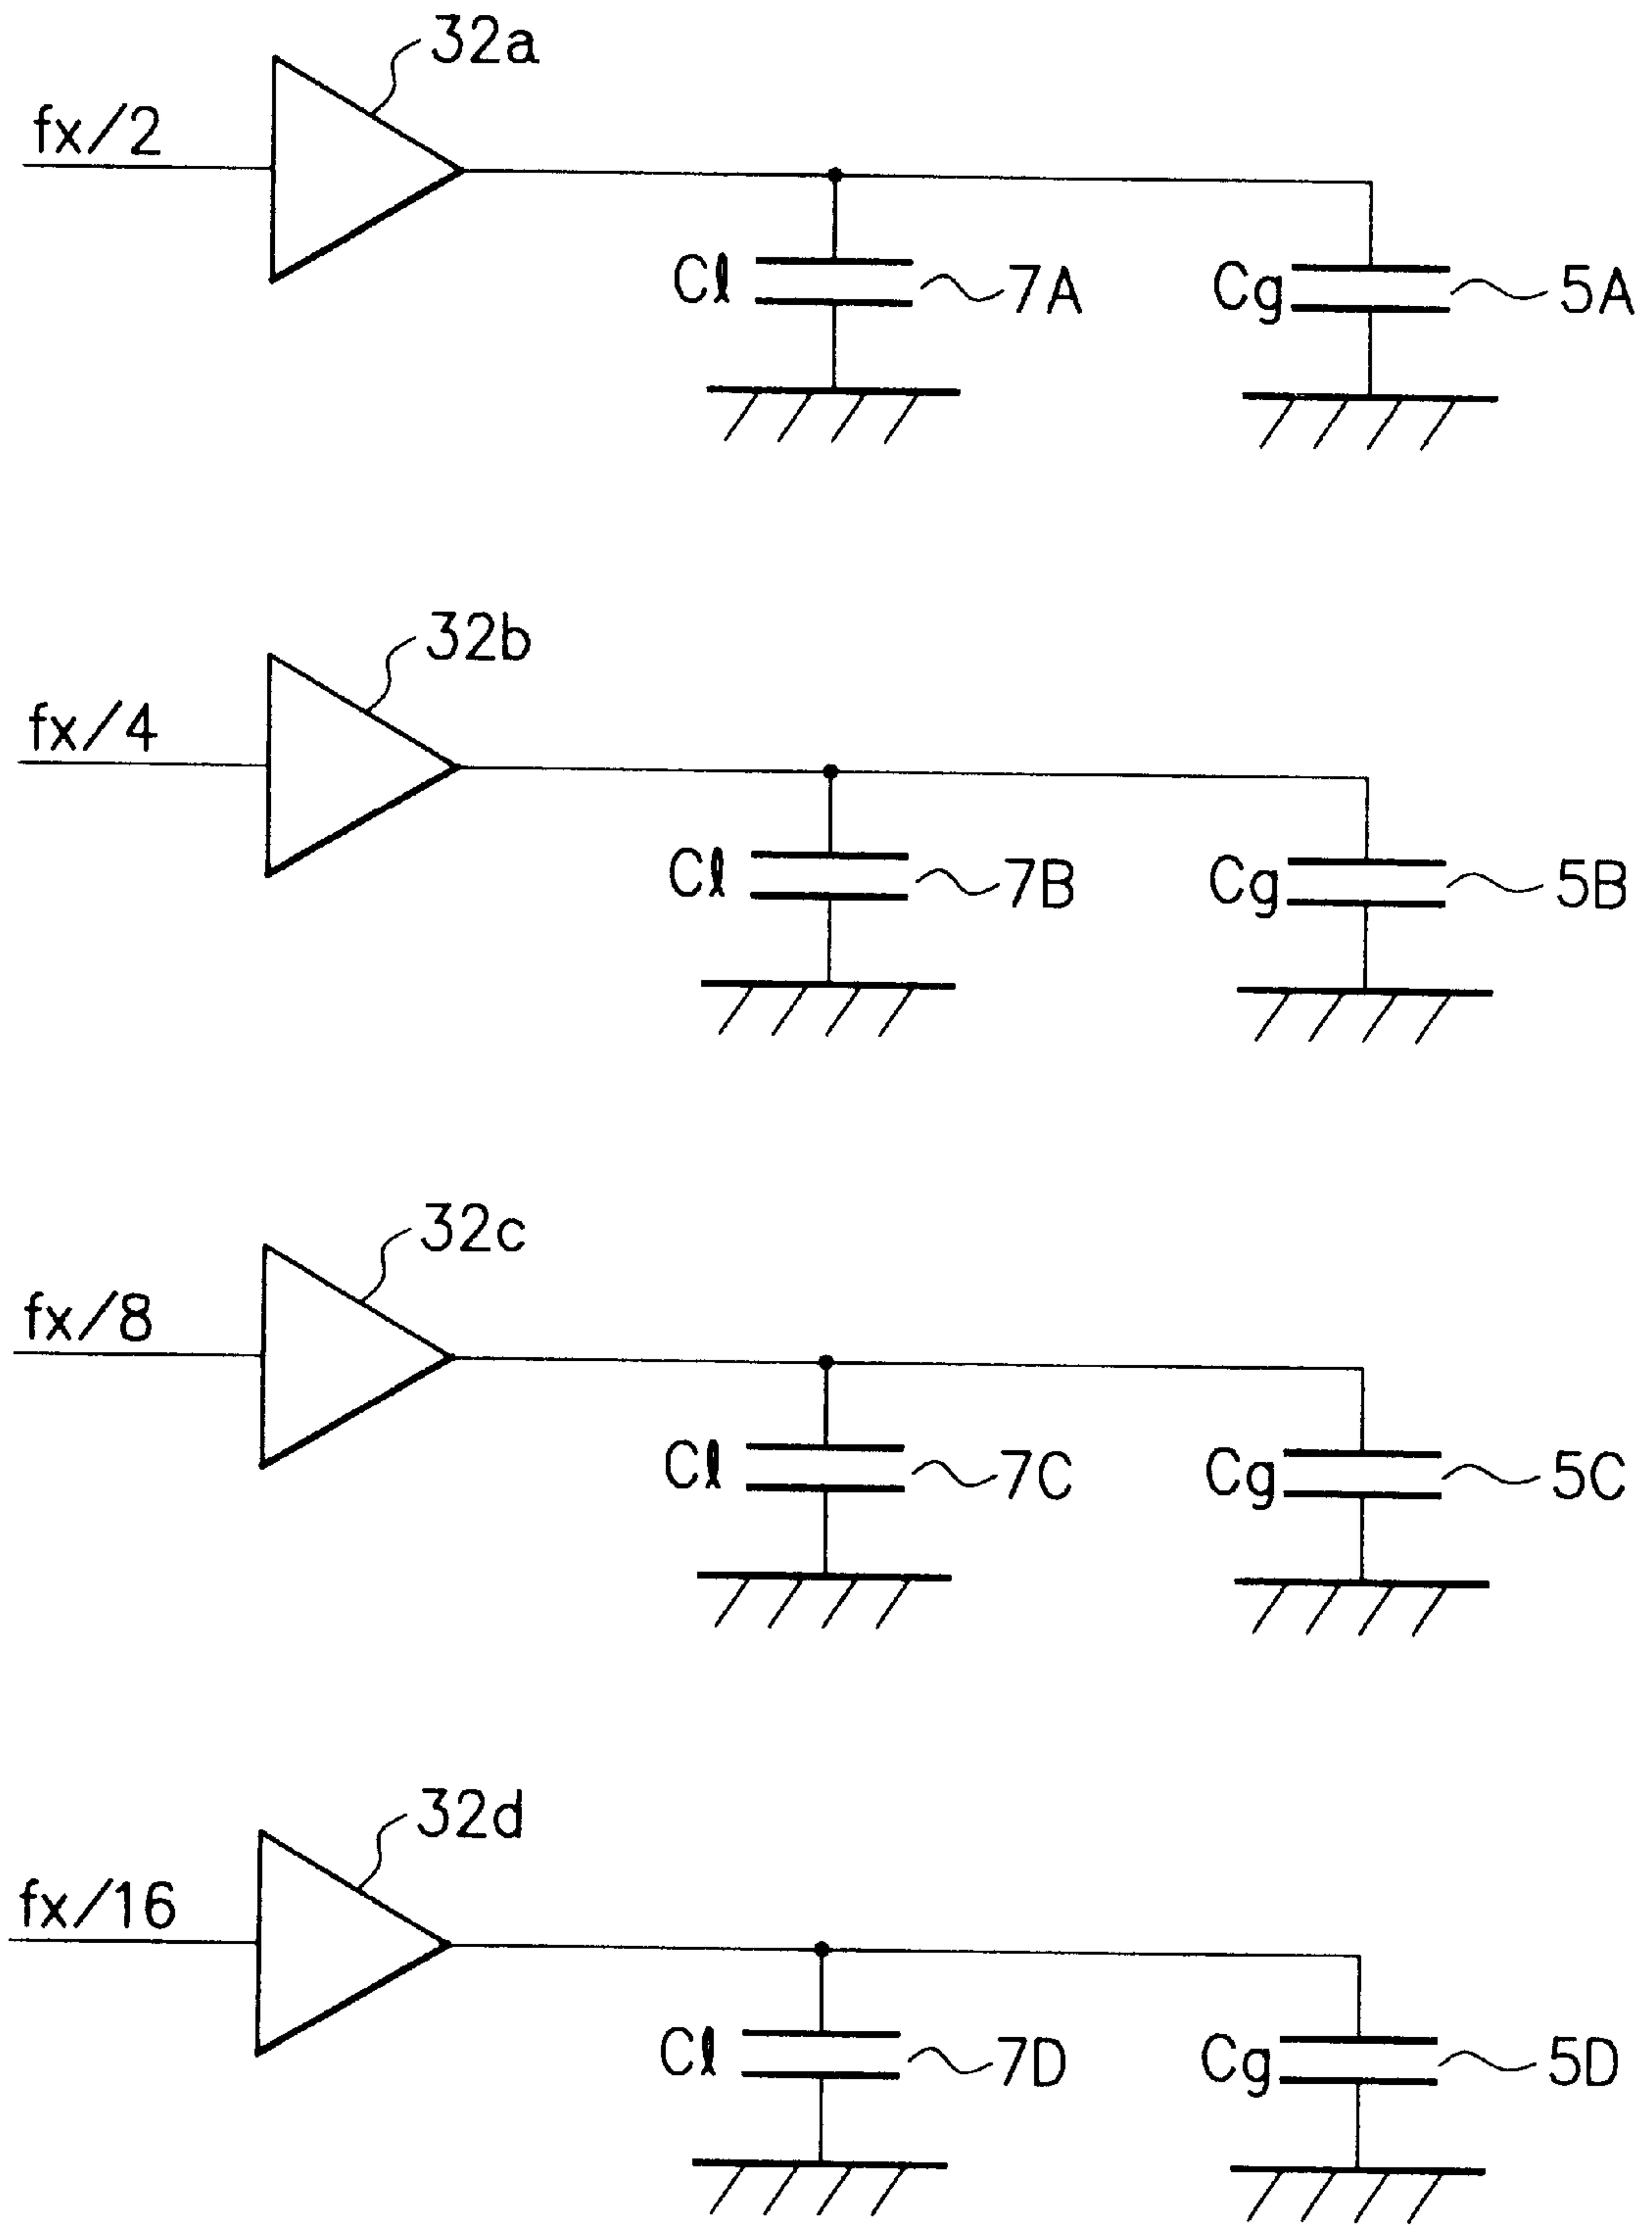 32a
fx/2
Cl 7A Cg 5A
32b
fx/4
Cl 7B Cg 5B
32c
fx/8
Cl 7C Cg 5C
32d
fx/16
Cl 7D Cg 5D